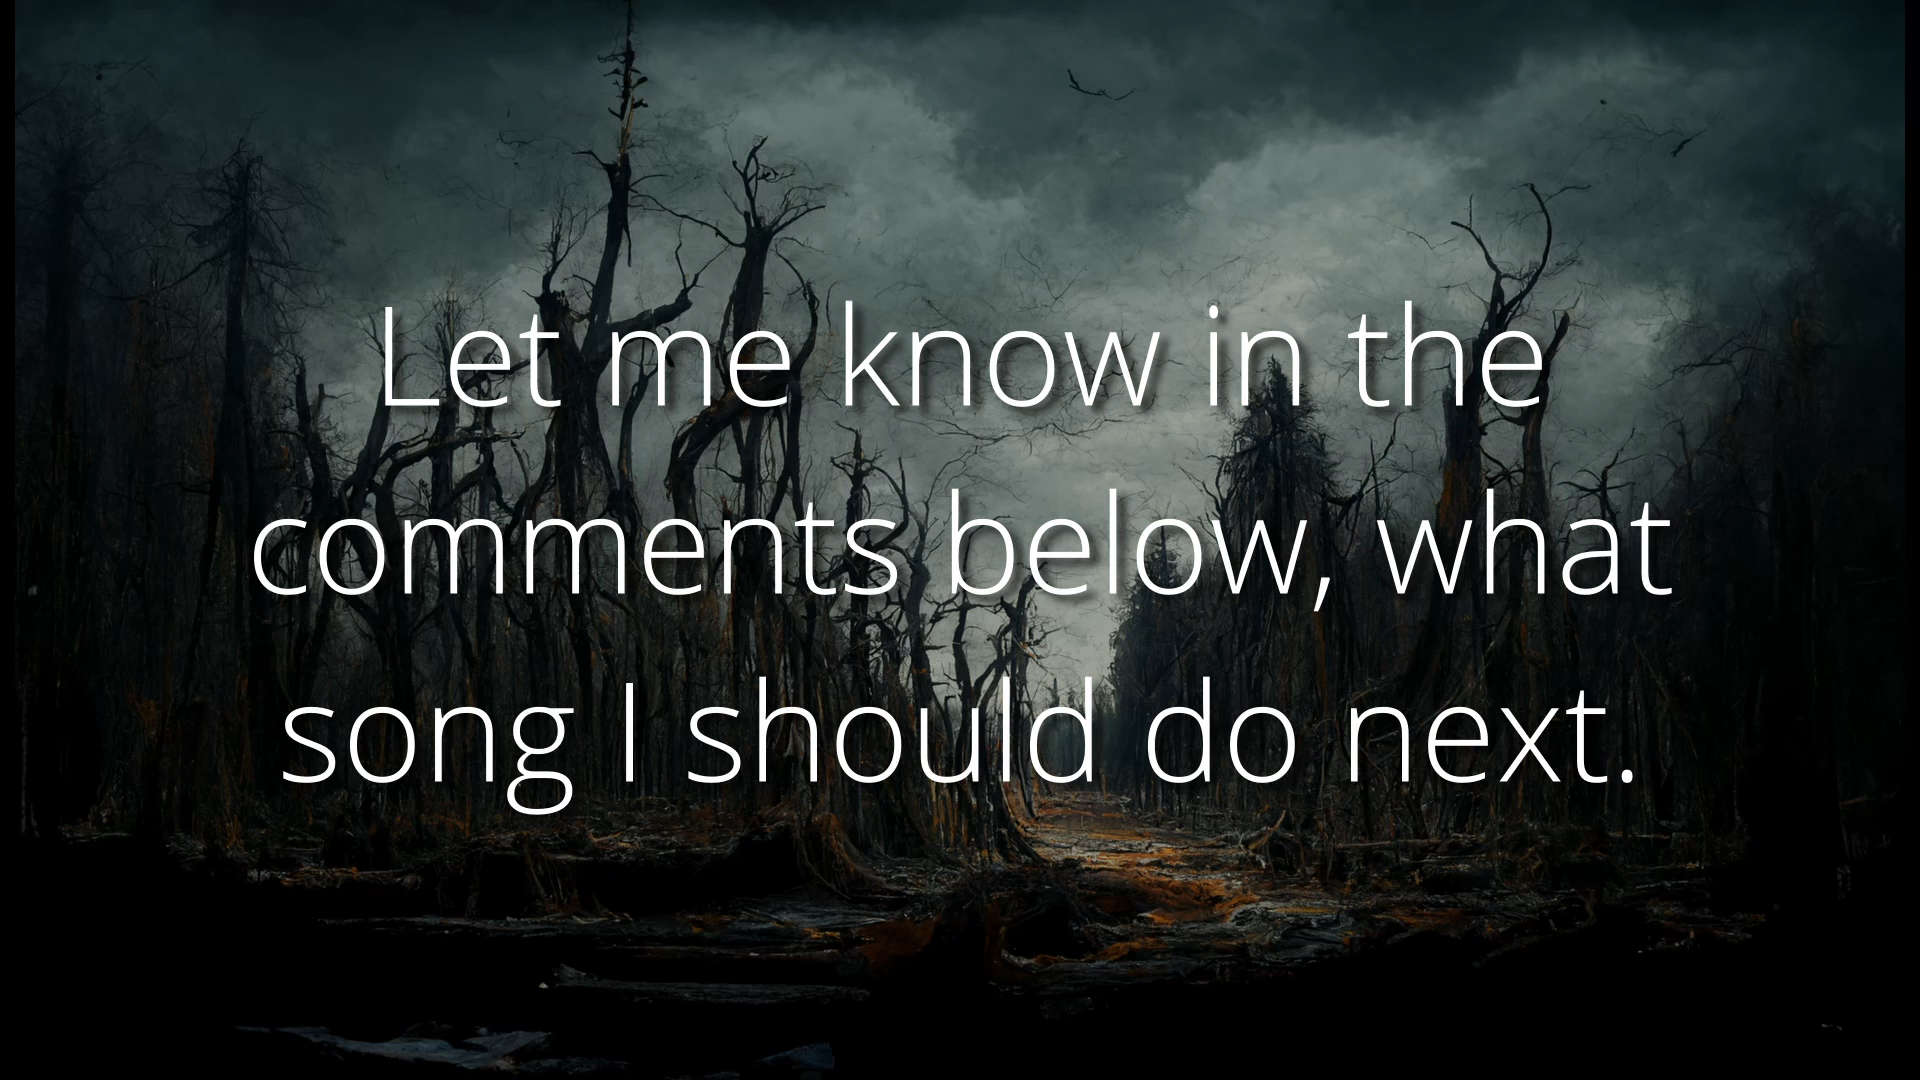 Let me know in the
comments below, what
song I should do next.